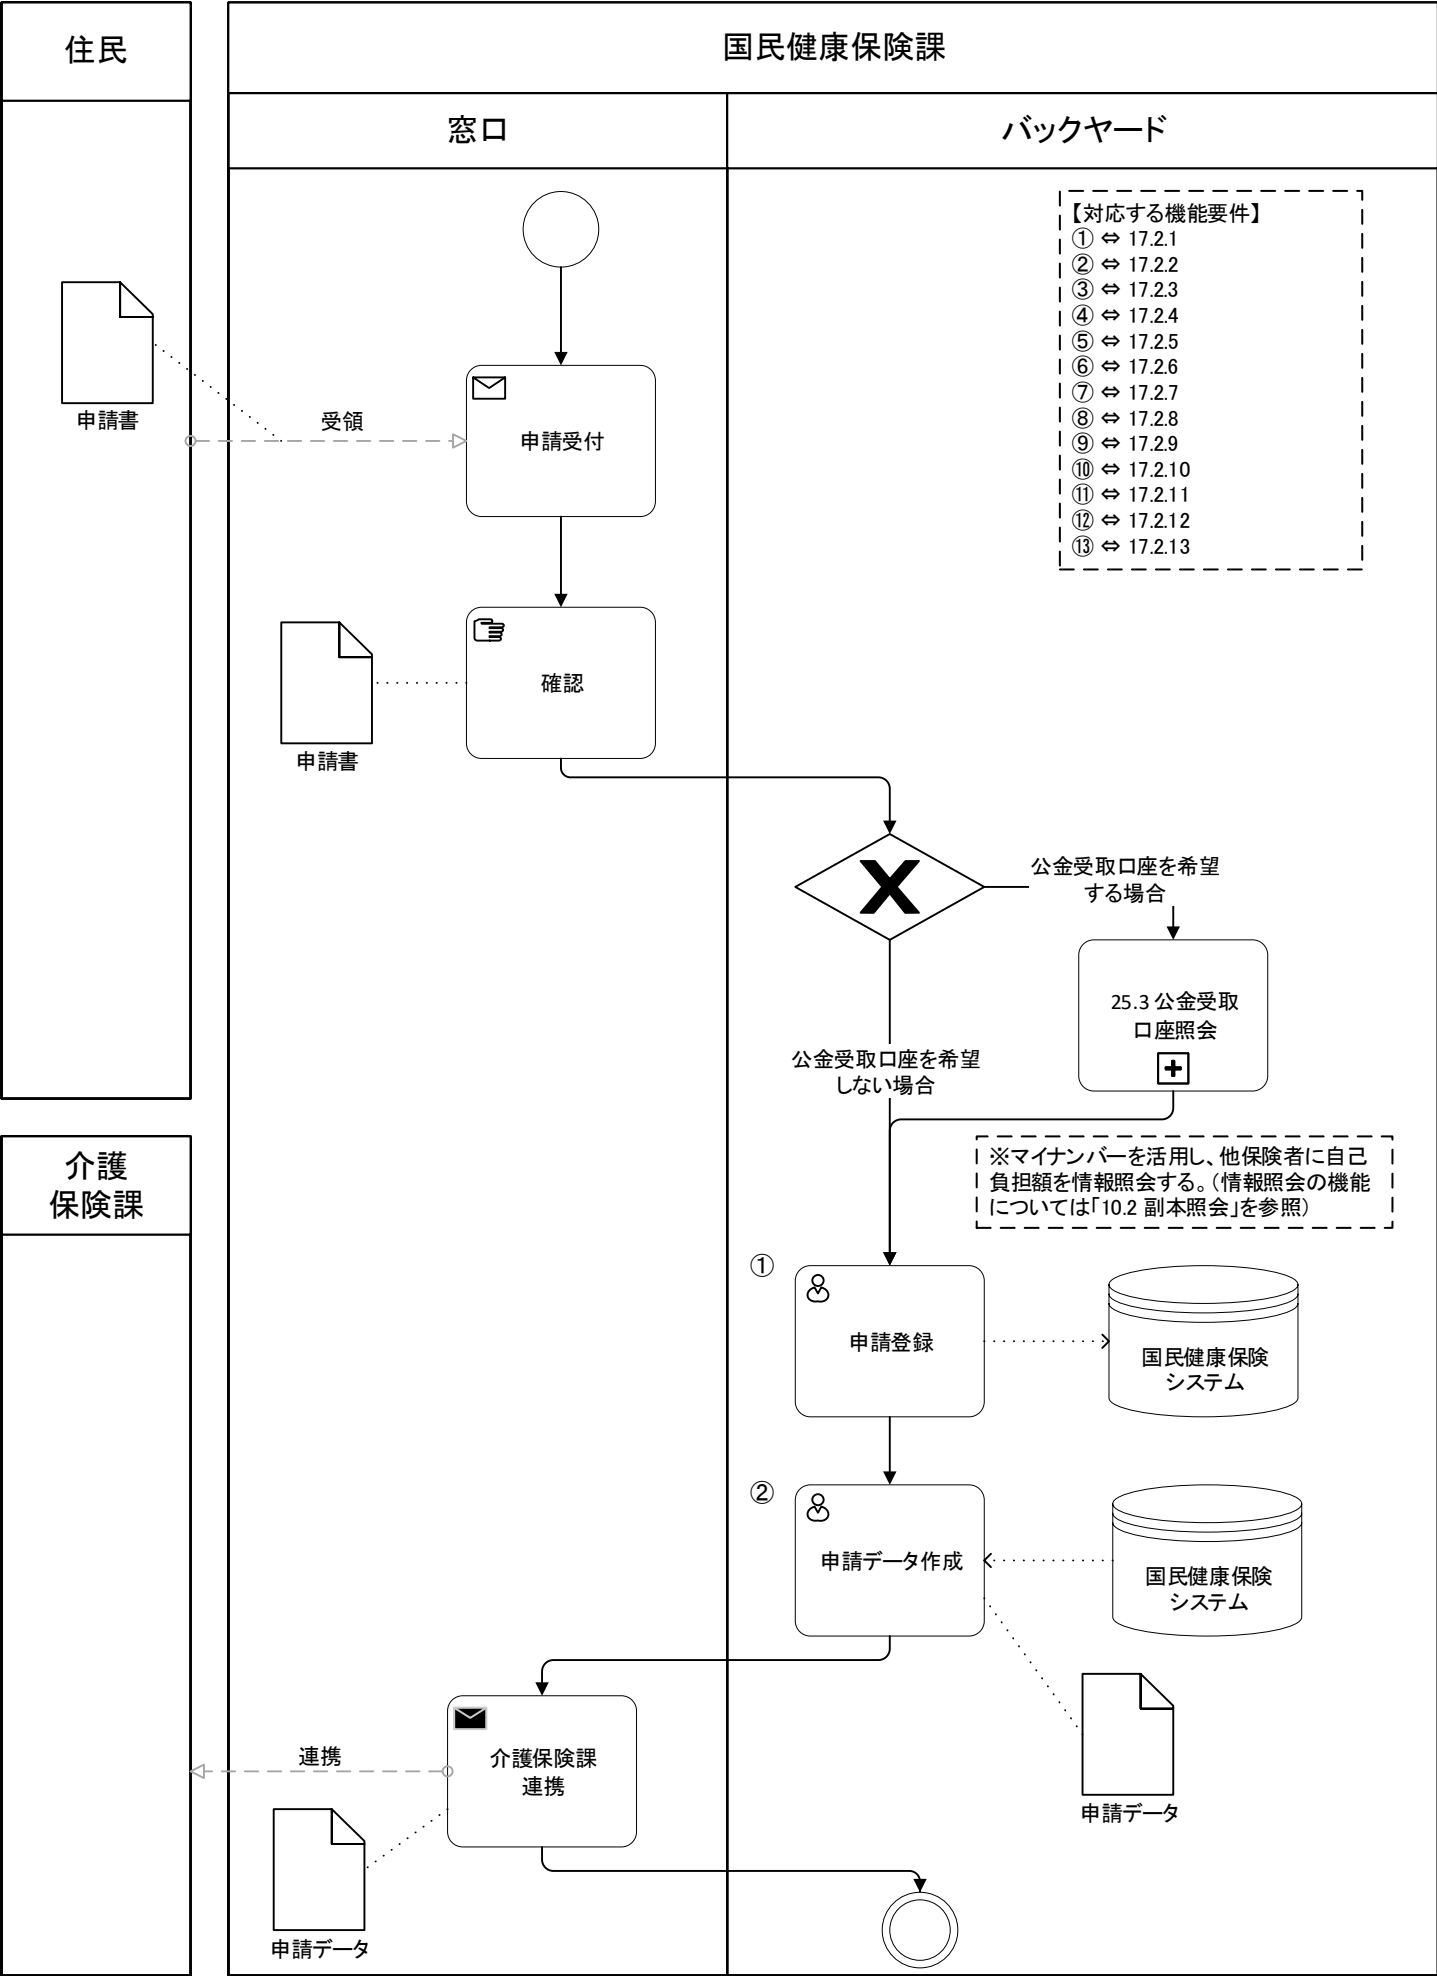 住民
国民健康保険課
窓口
バックヤード
【対応する機能要件】
① ⇔ 17.2.1
② ⇔ 17.2.2
③ ⇔ 17.2.3
④ ⇔ 17.2.4
⑤ ⇔ 17.2.5
⑥ ⇔ 17.2.6
⑦ ⇔ 17.2.7
⑧ ⇔ 17.2.8
⑨ ⇔ 17.2.9
⑩ ⇔ 17.2.10
⑪ ⇔ 17.2.11
⑫ ⇔ 17.2.12
⑬ ⇔ 17.2.13
申請書
受領
申請受付
確認
申請書
公金受取口座を希望
する場合
25.3 公金受取
口座照会
公金受取口座を希望
しない場合
※マイナンバーを活用し、他保険者に自己
負担額を情報照会する。（情報照会の機能
については「10.2 副本照会」を参照）
介護
保険課
①
申請登録
国民健康保険
システム
②
申請データ作成
国民健康保険
システム
申請データ
連携
介護保険課
連携
申請データ